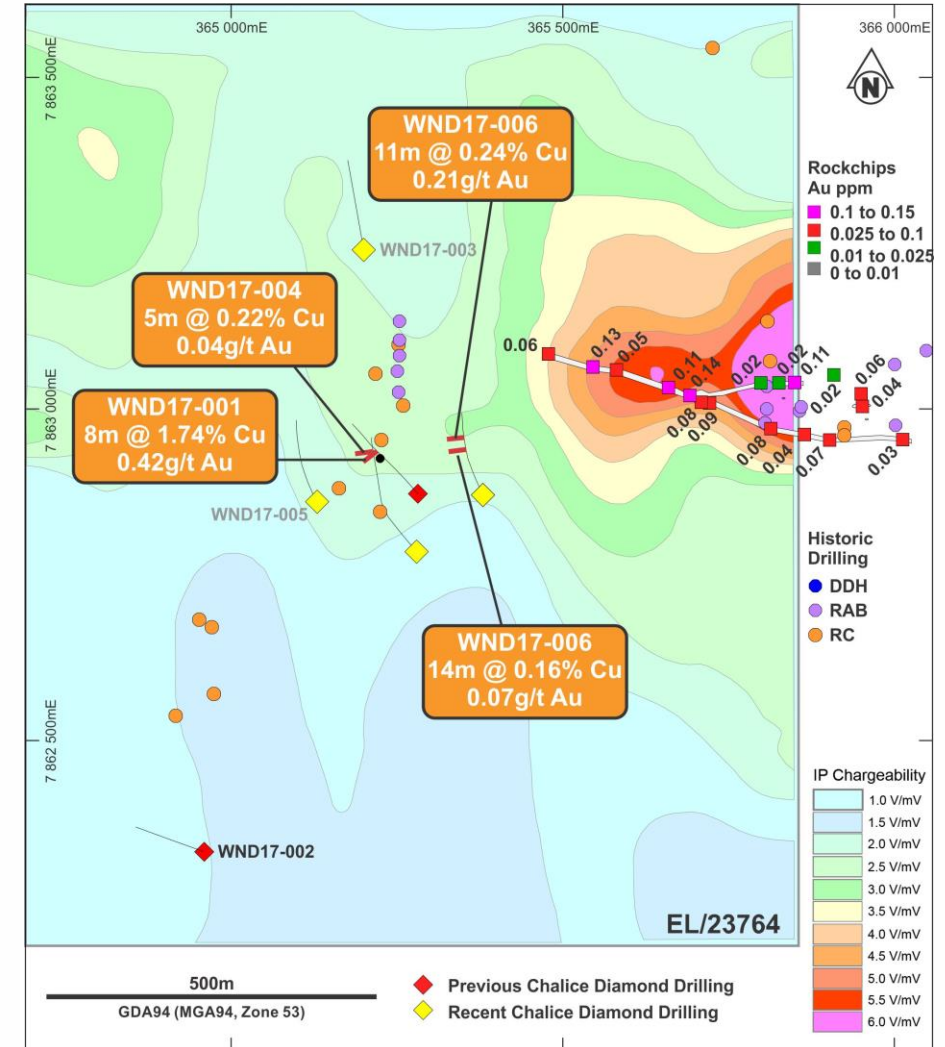 365 000mE
365 500mE
366 000mE
7 863 500mN
7 863 000mN
7 862 500mN
N
WND17-006
11m @ 0.24% Cu
0.21g/t Au
WND17-003
WND17-004
5m @ 0.22% Cu
0.04g/t Au
WND17-001
8m @ 1.74% Cu
0.42g/t Au
WND17-005
WND17-006
14m @ 0.16% Cu
0.07g/t Au
WND17-002
0.06
0.13
0.05
0.11
0.14
0.08
0.09
0.02
0.02
0.11
0.08
0.04
0.07
0.02
0.06
0.04
0.03
Rockchips
Au ppm
0.1 to 0.15
0.025 to 0.1
0.01 to 0.025
0 to 0.01
Historic
Drilling
DDH
RAB
RC
IP Chargeability
1.0 V/mV
1.5 V/mV
2.0 V/mV
2.5 V/mV
3.0 V/mV
3.5 V/mV
4.0 V/mV
4.5 V/mV
5.0 V/mV
5.5 V/mV
6.0 V/mV
EL/23764
500m
GDA94 (MGA94, Zone 53)
Previous Chalice Diamond Drilling
Recent Chalice Diamond Drilling